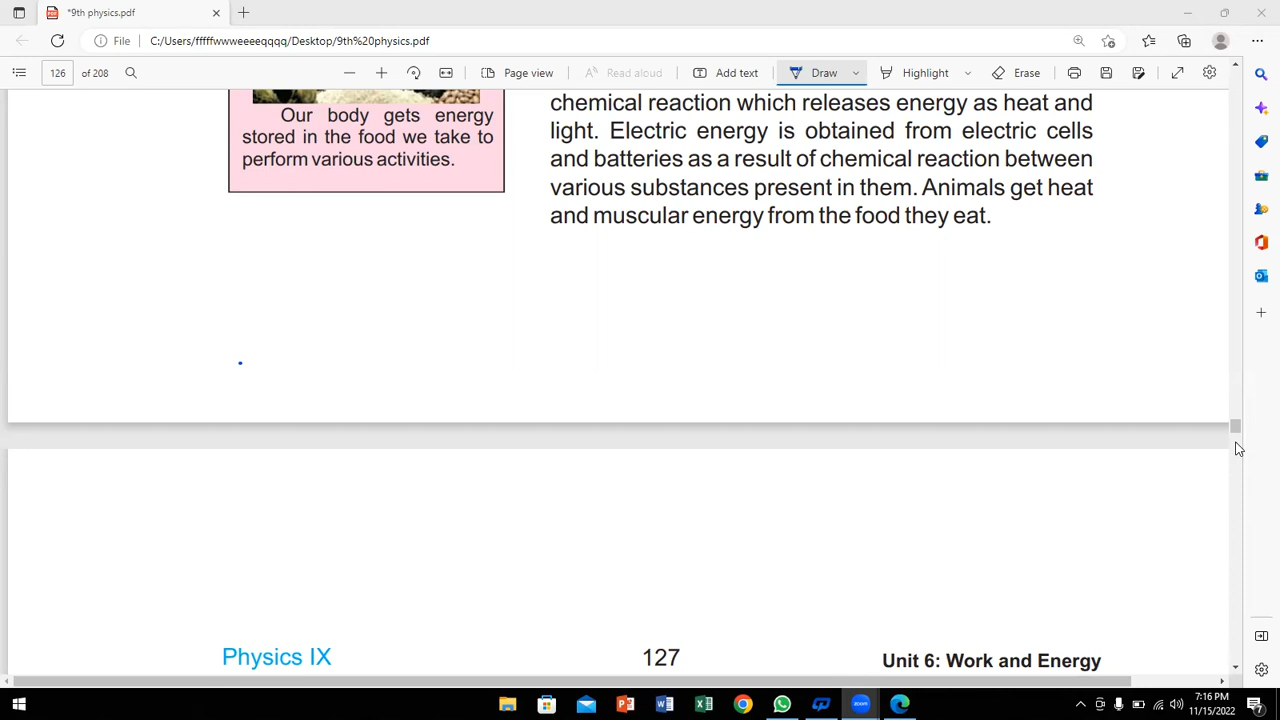 *9th physics.pdf
File
C:/Users/fffffwwweeeeqqqq/Desktop/9th%20physics.pdf
126 of 208
Page view
Read aloud
Add text
Draw
Highlight
Erase
Our body gets energy
stored in the food we take to
perform various activities.
chemical reaction which releases energy as heat and
light. Electric energy is obtained from electric cells
and batteries as a result of chemical reaction between
various substances present in them. Animals get heat
and muscular energy from the food they eat.
Physics IX
127
Unit 6: Work and Energy
zoom
7:16 PM
11/15/2022